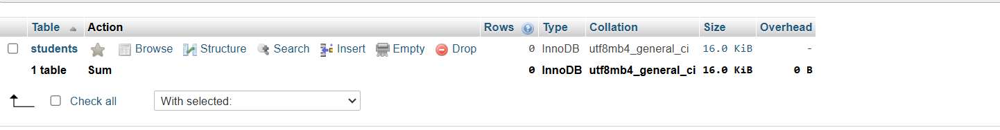 Table Action Rows Type Collation Size Overhead
students Browse Structure Search Insert Empty Drop 0 InnoDB utf8mb4_general_ci 16.0 KiB -
1 table Sum 0 InnoDB utf8mb4_general_ci 16.0 KiB 0 B
Check all With selected: